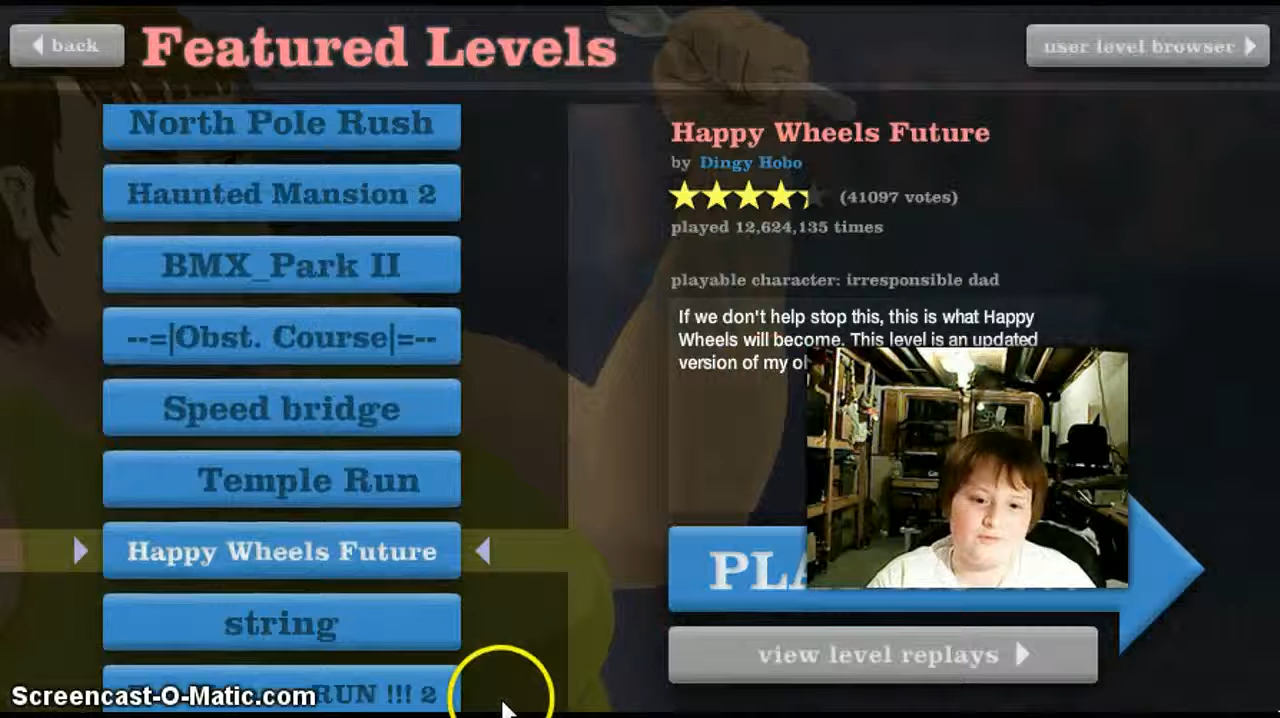 back
Featured Levels
user level browser
North Pole Rush
Haunted Mansion 2
BMX_Park II
--=|Obst. Course|=--
Speed bridge
Temple Run
Happy Wheels Future
string
RUN !!! 2
Happy Wheels Future
by Dingy Hobo
(41097 votes)
played 12,624,135 times
playable character: irresponsible dad
If we don't help stop this, this is what Happy
Wheels will become. This level is an updated
version of my
view level replays
Screencast-O-Matic.com